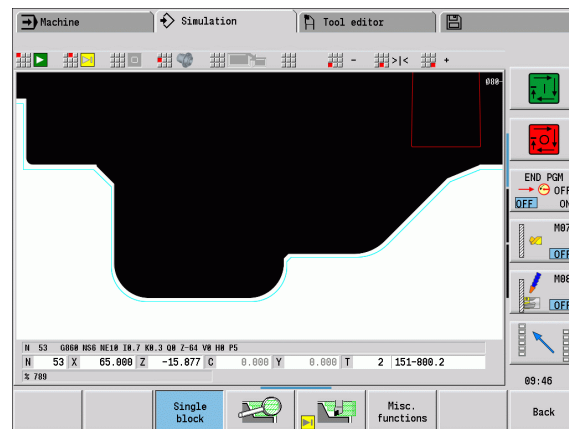 Machine
Simulation
Tool editor
- >|< +
Ø80-
END PGM
OFF
OFF ON
M07
OFF
M08
OFF
N 53 G860 NS6 NE10 I0.7 K0.3 Q0 Z-64 V0 H0 P5
N 53 X 65.000 Z -15.077 C 0.000 Y 0.000 T 2 151-800.2
% 789
09:46
Single block
Misc. functions
Back